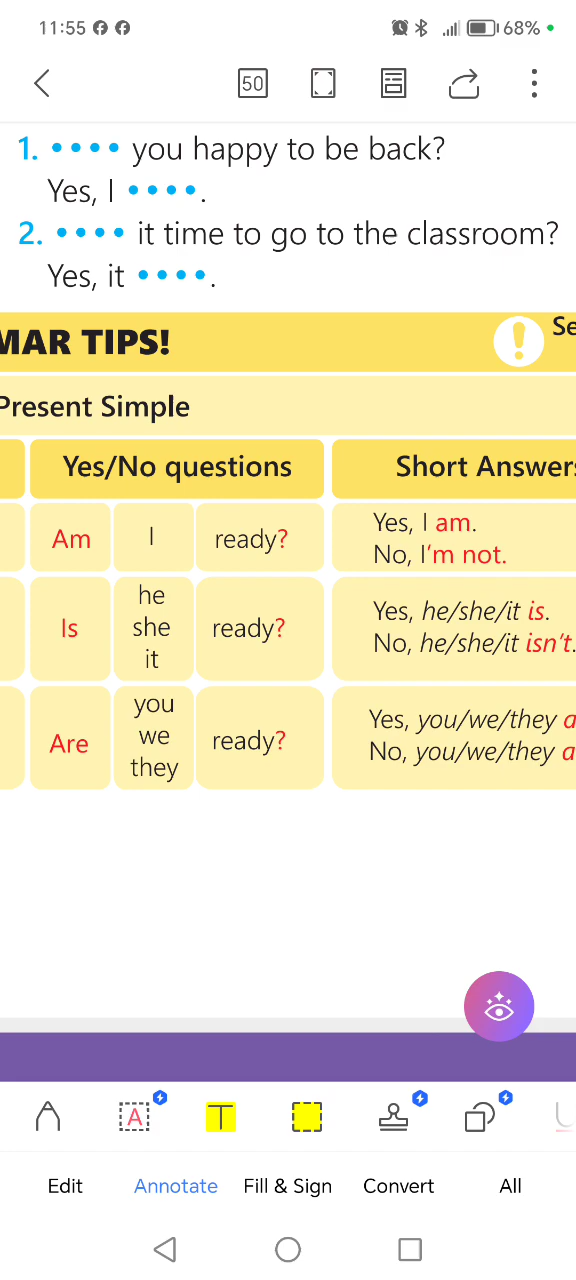 11:55
68%
50
1. •••• you happy to be back?
Yes, I ••••.
2. •••• it time to go to the classroom?
Yes, it ••••.
MAR TIPS!
! Se
Present Simple
Yes/No questions
Short Answers
Am I ready?
Yes, I am.
No, I'm not.
Is he she it ready?
Yes, he/she/it is.
No, he/she/it isn't.
Are you we they ready?
Yes, you/we/they a
No, you/we/they a
A T
Edit Annotate Fill & Sign Convert All